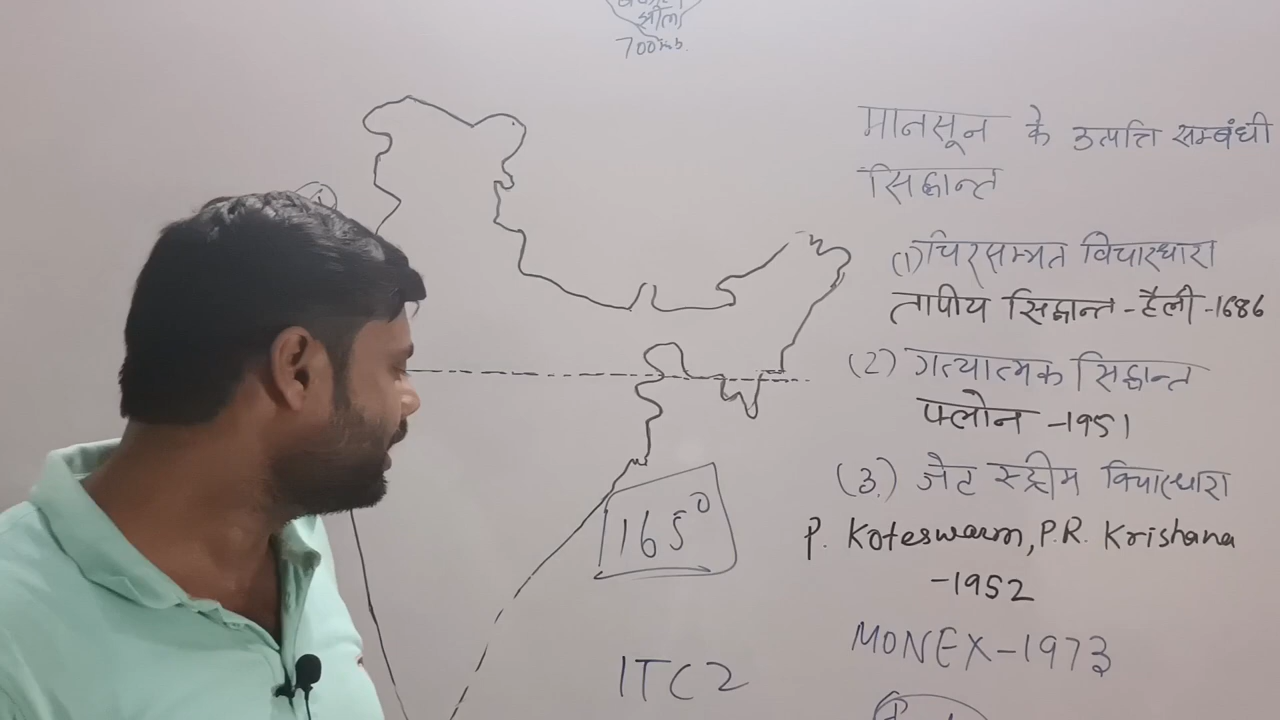 झील
700mb.
मानसून के उत्पत्ति सम्बंधी
सिद्धान्त
(1) चिरसम्मत विचारधारा
तापीय सिद्धान्त - हैली - 1686
(2) गत्यात्मक सिद्धान्त
फ्लोन - 1951
(3.) जेट स्ट्रीम विचारधारा
P. Koteswarm, P.R. Krishana
- 1952
MONEX - 1973
165°
ITCZ